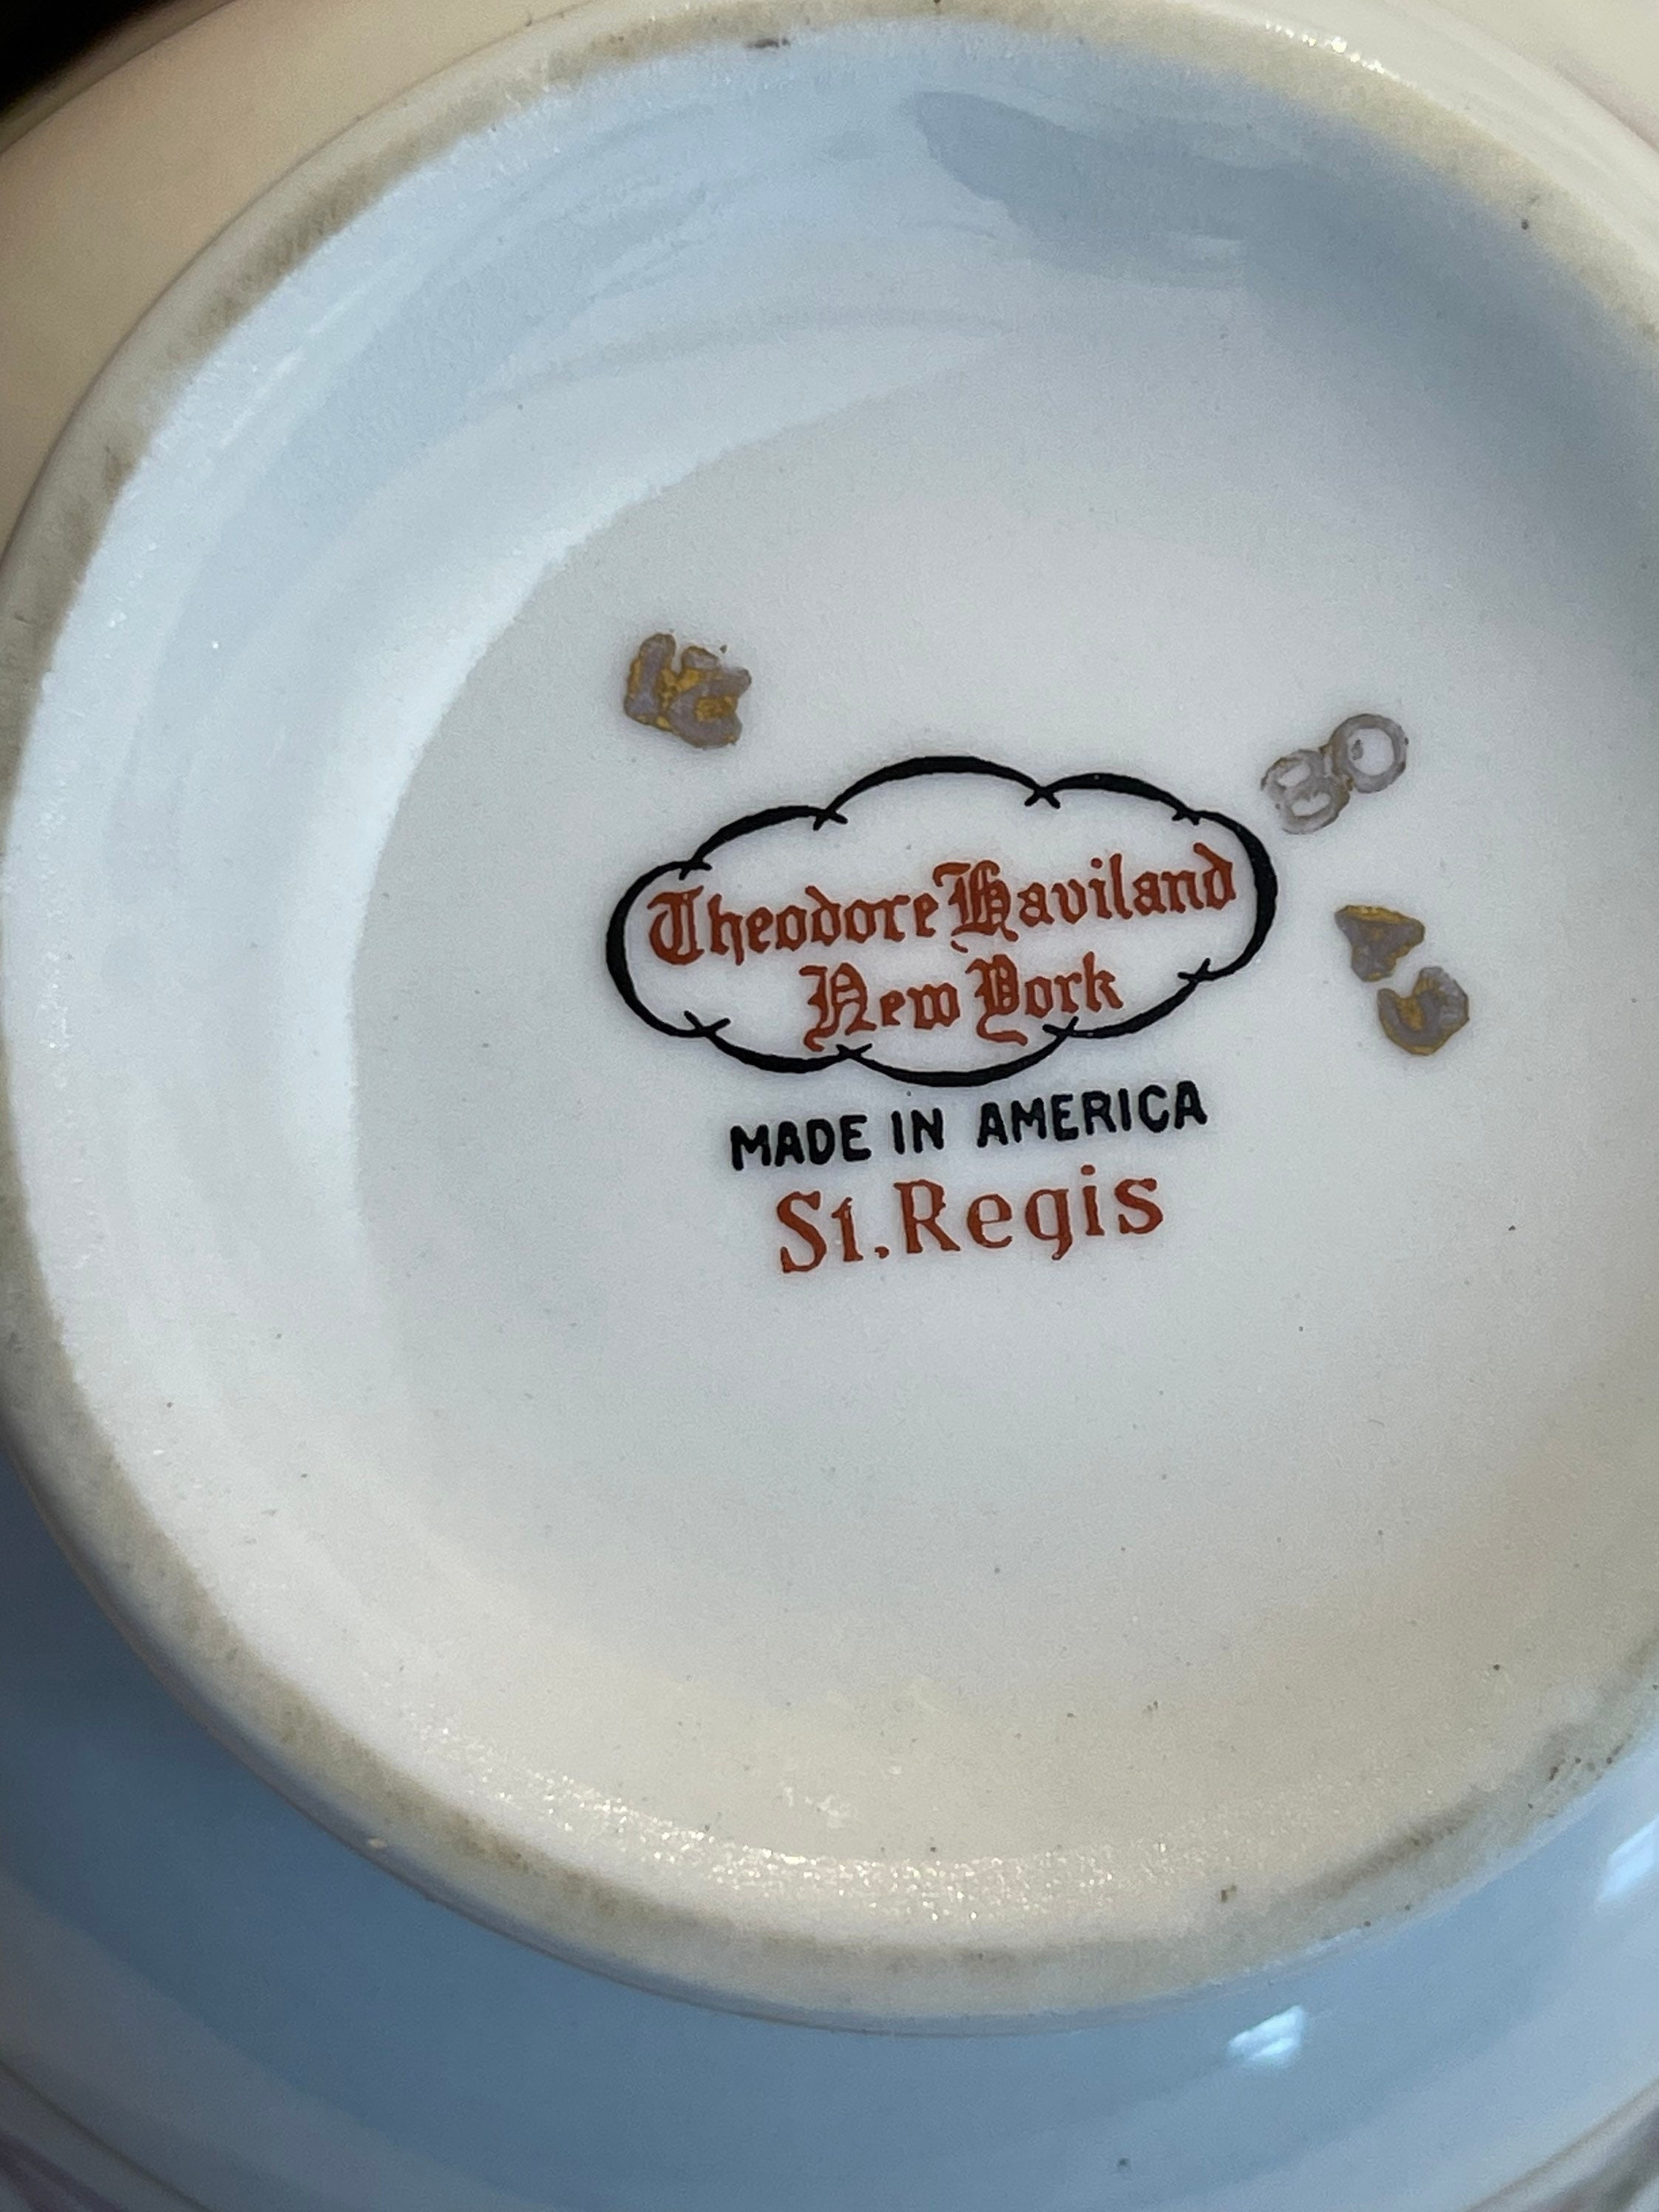 Theodore Haviland
New York
MADE IN AMERICA
St. Regis